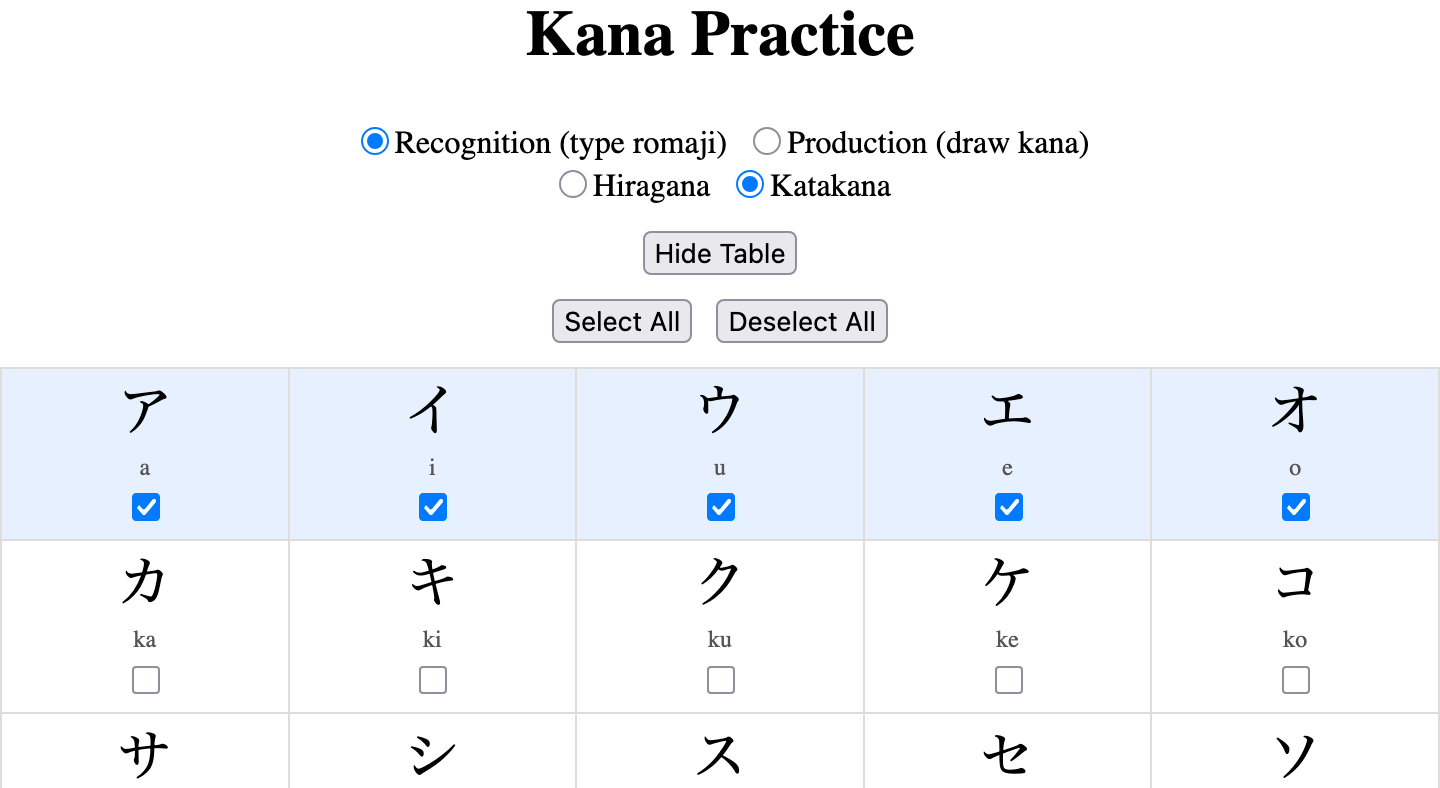 Kana Practice
Recognition (type romaji) Production (draw kana)
Hiragana Katakana
Hide Table
Select All Deselect All
ア イ ウ エ オ
a i u e o
カ キ ク ケ コ
ka ki ku ke ko
サ シ ス セ ソ